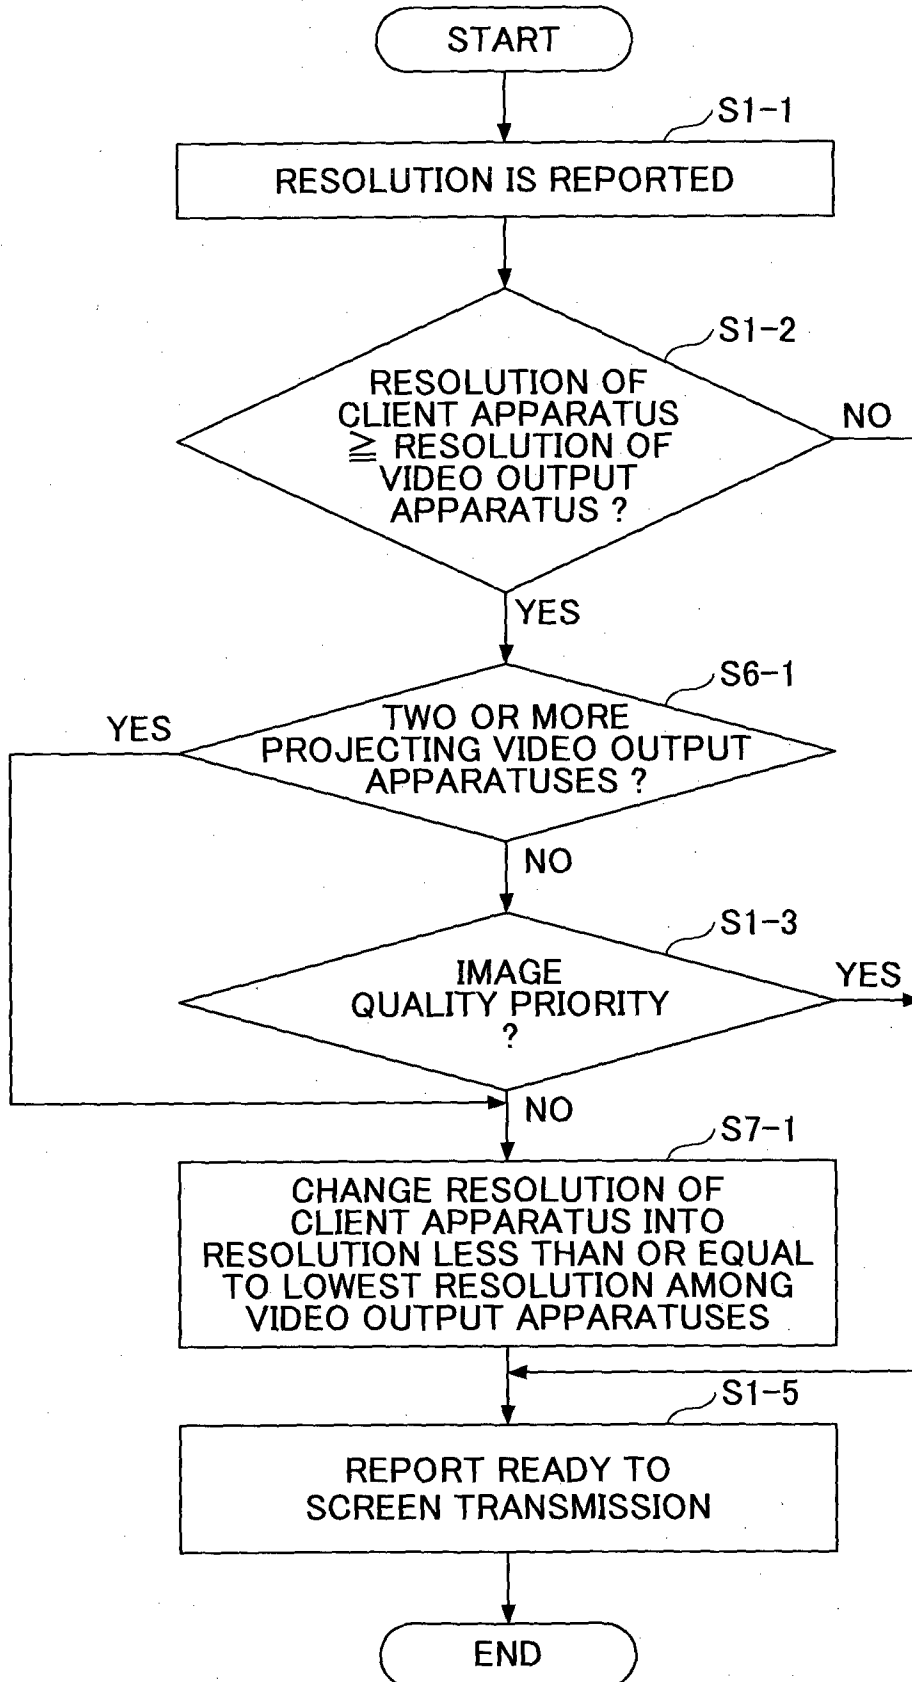 START
S1-1
RESOLUTION IS REPORTED
S1-2
RESOLUTION OF
CLIENT APPARATUS
≧ RESOLUTION OF
VIDEO OUTPUT
APPARATUS ?
NO
YES
S6-1
YES
TWO OR MORE
PROJECTING VIDEO OUTPUT
APPARATUSES ?
NO
S1-3
IMAGE
QUALITY PRIORITY
?
YES
NO
S7-1
CHANGE RESOLUTION OF
CLIENT APPARATUS INTO
RESOLUTION LESS THAN OR EQUAL
TO LOWEST RESOLUTION AMONG
VIDEO OUTPUT APPARATUSES
S1-5
REPORT READY TO
SCREEN TRANSMISSION
END